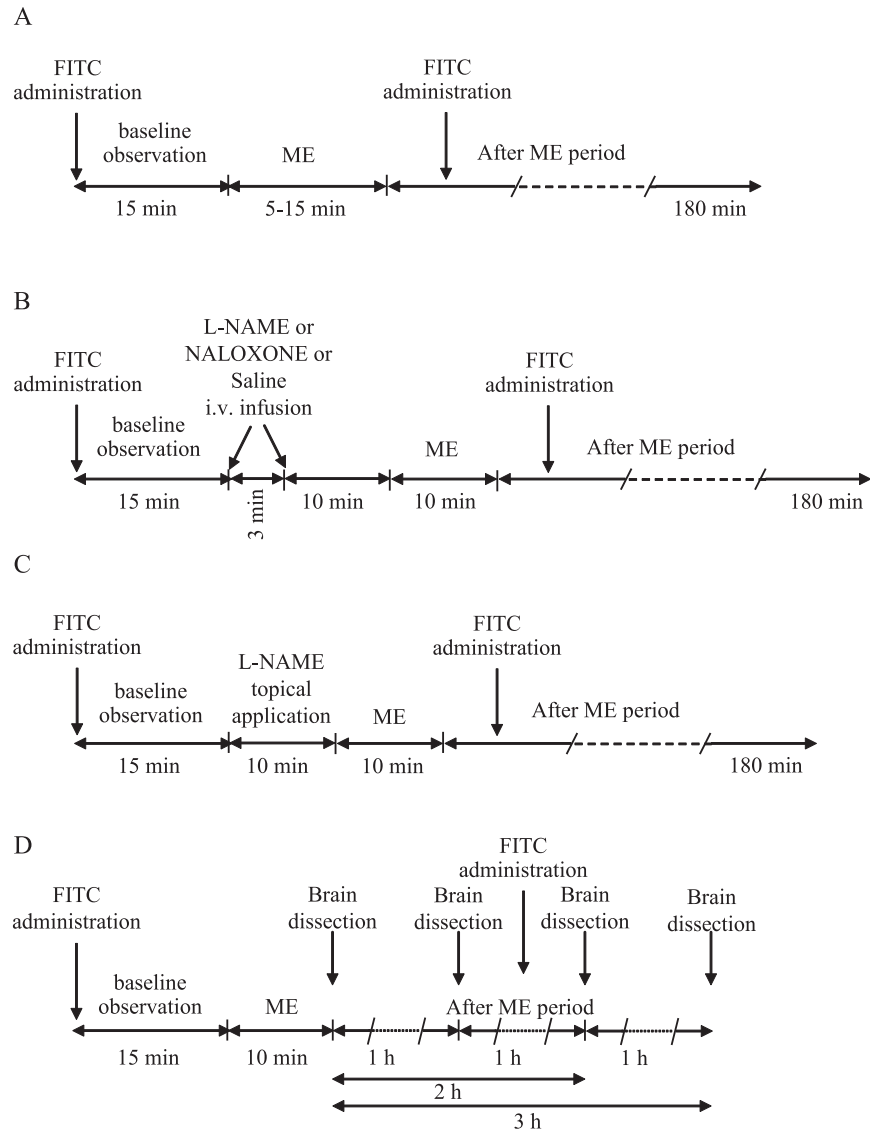 A
FITC
administration
FITC
administration
baseline
observation
ME
After ME period
15 min
5-15 min
180 min
B
L-NAME or
NALOXONE or
Saline
i.v. infusion
FITC
administration
FITC
administration
baseline
observation
ME
After ME period
15 min
3 min
10 min
10 min
180 min
C
FITC
administration
FITC
administration
L-NAME
topical
application
baseline
observation
ME
After ME period
15 min
10 min
10 min
180 min
D
FITC
administration
FITC
administration
Brain
dissection
Brain
dissection
Brain
dissection
Brain
dissection
baseline
observation
ME
After ME period
15 min
10 min
1 h
1 h
1 h
2 h
3 h